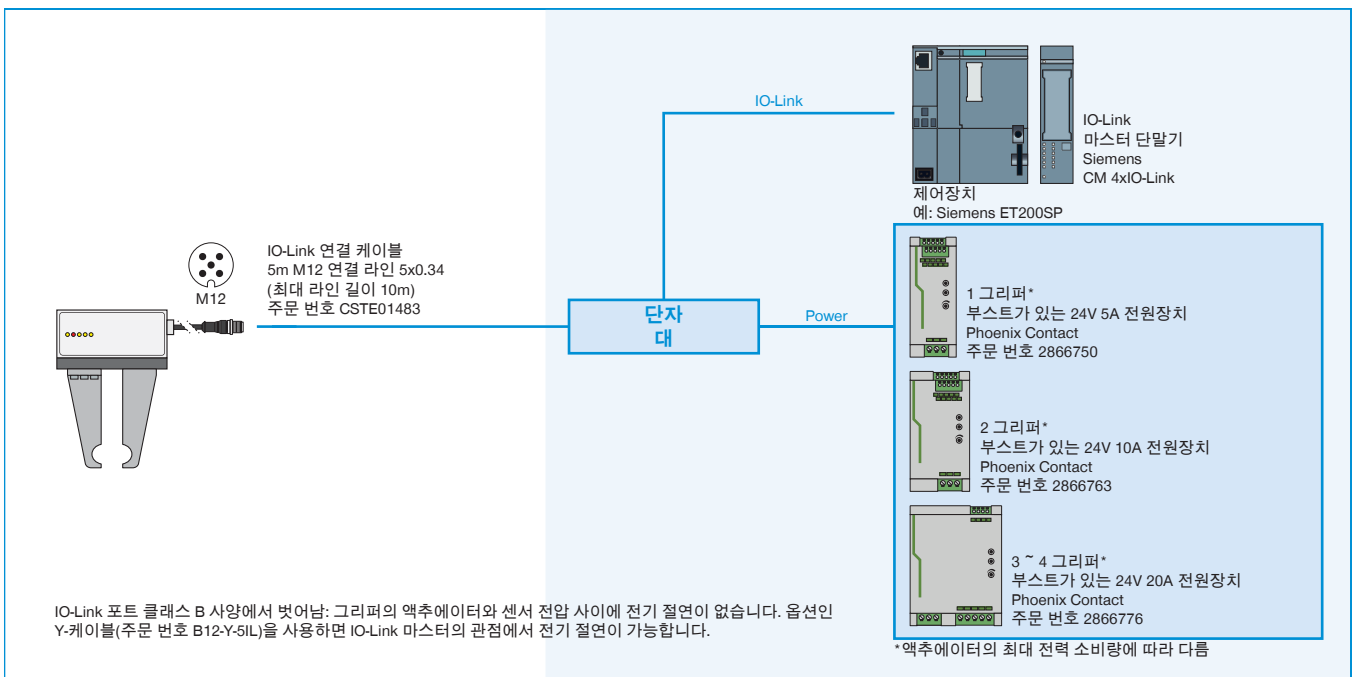 IO-Link
IO-Link
마스터 단말기
Siemens
CM 4xIO-Link
제어장치
예: Siemens ET200SP
IO-Link 연결 케이블
5m M12 연결 라인 5x0.34
(최대 라인 길이 10m)
주문 번호 CSTE01483
M12
단자
대
Power
1 그리퍼*
부스트가 있는 24V 5A 전원장치
Phoenix Contact
주문 번호 2866750
2 그리퍼*
부스트가 있는 24V 10A 전원장치
Phoenix Contact
주문 번호 2866763
3 ~ 4 그리퍼*
부스트가 있는 24V 20A 전원장치
Phoenix Contact
주문 번호 2866776
*액추에이터의 최대 전력 소비량에 따라 다름
IO-Link 포트 클래스 B 사양에서 벗어남: 그리퍼의 액추에이터와 센서 전압 사이에 전기 절연이 없습니다. 옵션인
Y-케이블(주문 번호 B12-Y-5IL)을 사용하면 IO-Link 마스터의 관점에서 전기 절연이 가능합니다.